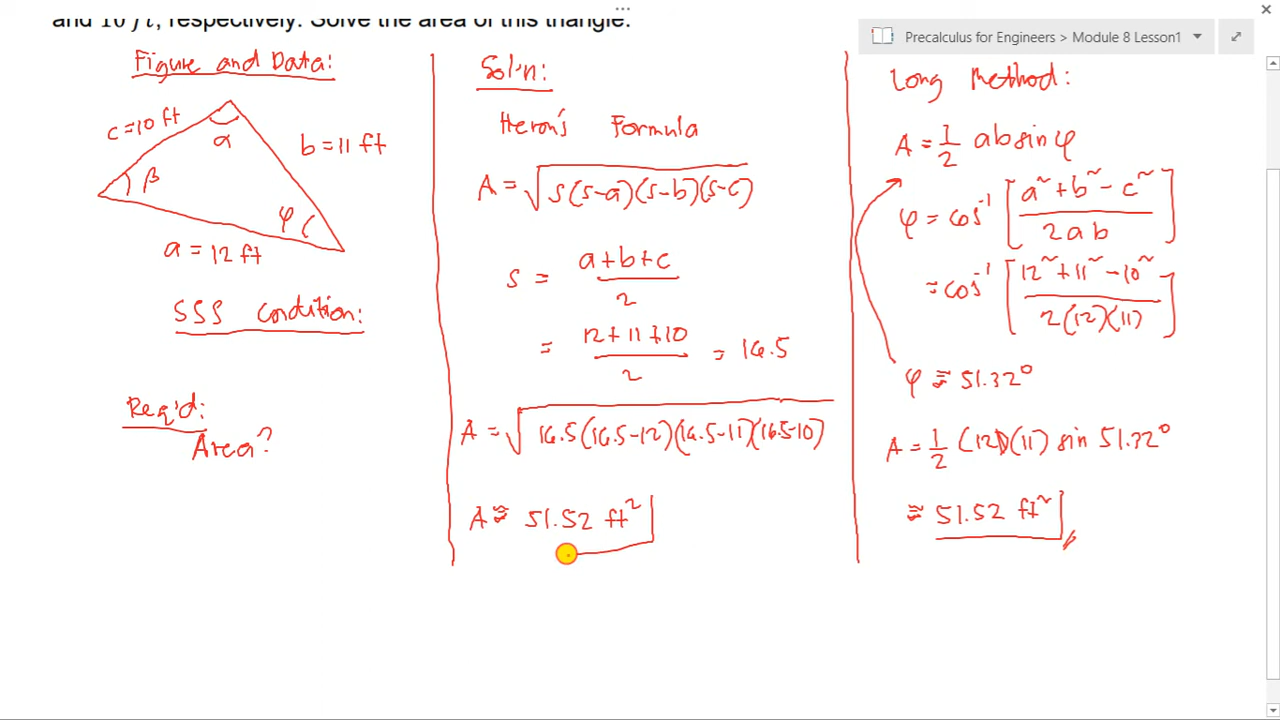 and 10 ft, respectively. Solve the area of this triangle.
Precalculus for Engineers > Module 8 Lesson1
Figure and Data:
c = 10 ft
α
b = 11 ft
β
φ
a = 12 ft
SSS condition:
Req'd:
Area?
Sol'n:
Heron's Formula
A = √s(s-a)(s-b)(s-c)
s = a+b+c / 2
= 12+11+10 / 2 = 16.5
A = √16.5(16.5-12)(16.5-11)(16.5-10)
A ≈ 51.52 ft²
Long Method:
A = 1/2 ab sin φ
φ = cos⁻¹ [a²+b²-c² / 2ab]
= cos⁻¹ [12²+11²-10² / 2(12)(11)]
φ ≈ 51.32°
A = 1/2 (12)(11) sin 51.32°
≈ 51.52 ft²